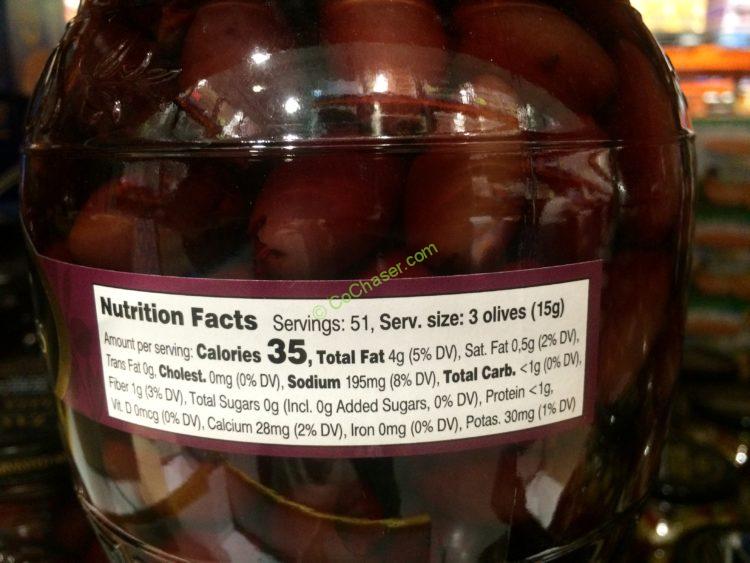 © CoChaser.com
Nutrition Facts Servings: 51, Serv. size: 3 olives (15g)
Amount per serving: Calories 35, Total Fat 4g (5% DV), Sat. Fat 0,5g (2% DV),
Trans Fat 0g, Cholest. 0mg (0% DV), Sodium 195mg (8% DV), Total Carb. <1g (0% DV),
Fiber 1g (3% DV), Total Sugars 0g (Incl. 0g Added Sugars, 0% DV), Protein <1g,
Vit. D 0mcg (0% DV), Calcium 28mg (2% DV), Iron 0mg (0% DV), Potas. 30mg (1% DV)